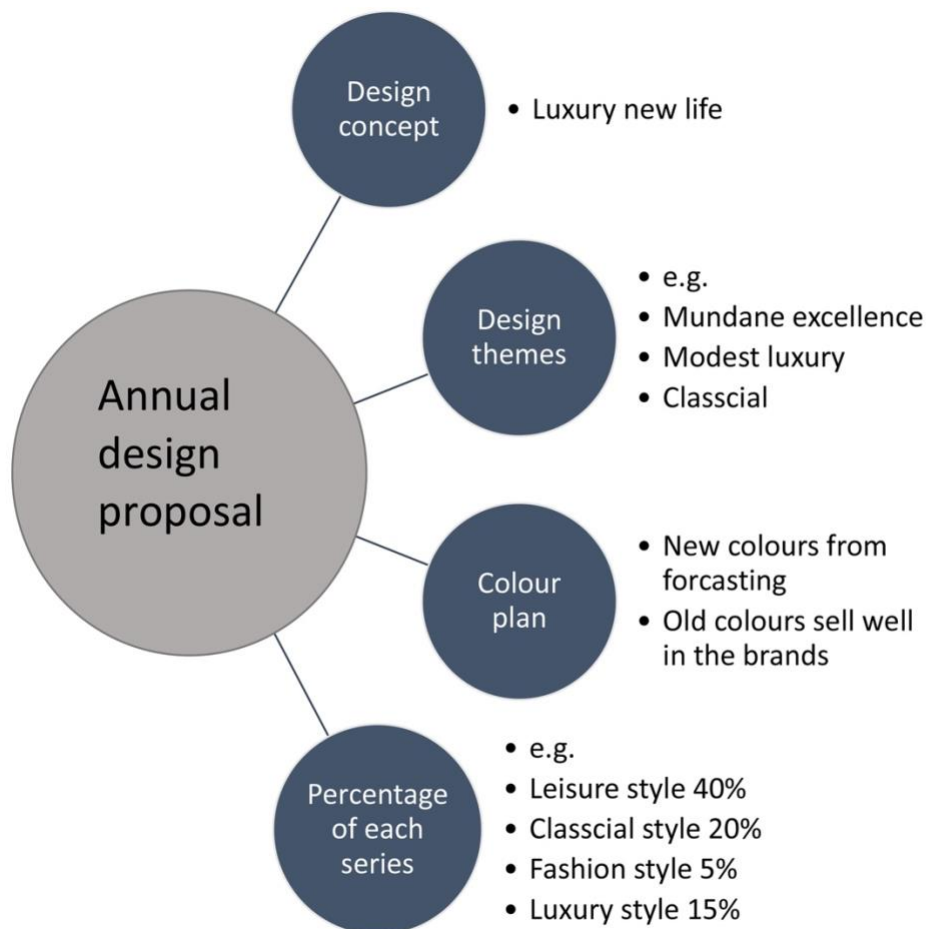 Design
concept
• Luxury new life
Design
themes
• e.g.
• Mundane excellence
• Modest luxury
• Classcial
Annual
design
proposal
Colour
plan
• New colours from
forcasting
• Old colours sell well
in the brands
Percentage
of each
series
• e.g.
• Leisure style 40%
• Classcial style 20%
• Fashion style 5%
• Luxury style 15%